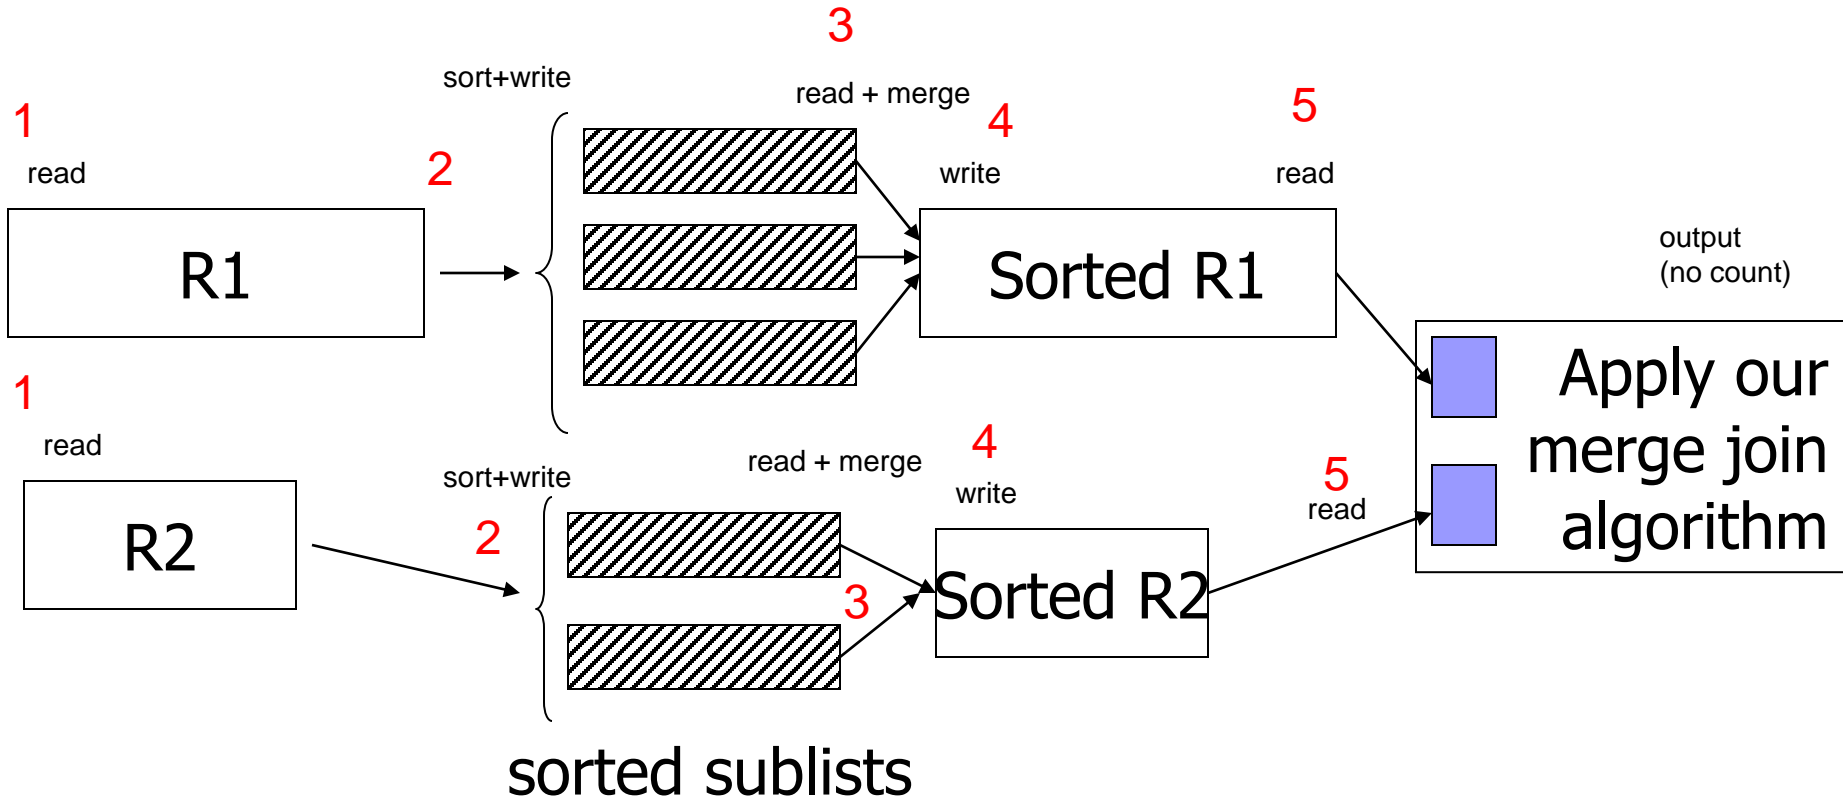 3
sort+write
read + merge
1
2
4
5
read
write
read
R1
Sorted R1
output
(no count)
1
read
Apply our
merge join
algorithm
sort+write
read + merge
4
write
5
read
R2
2
3
Sorted R2
sorted sublists